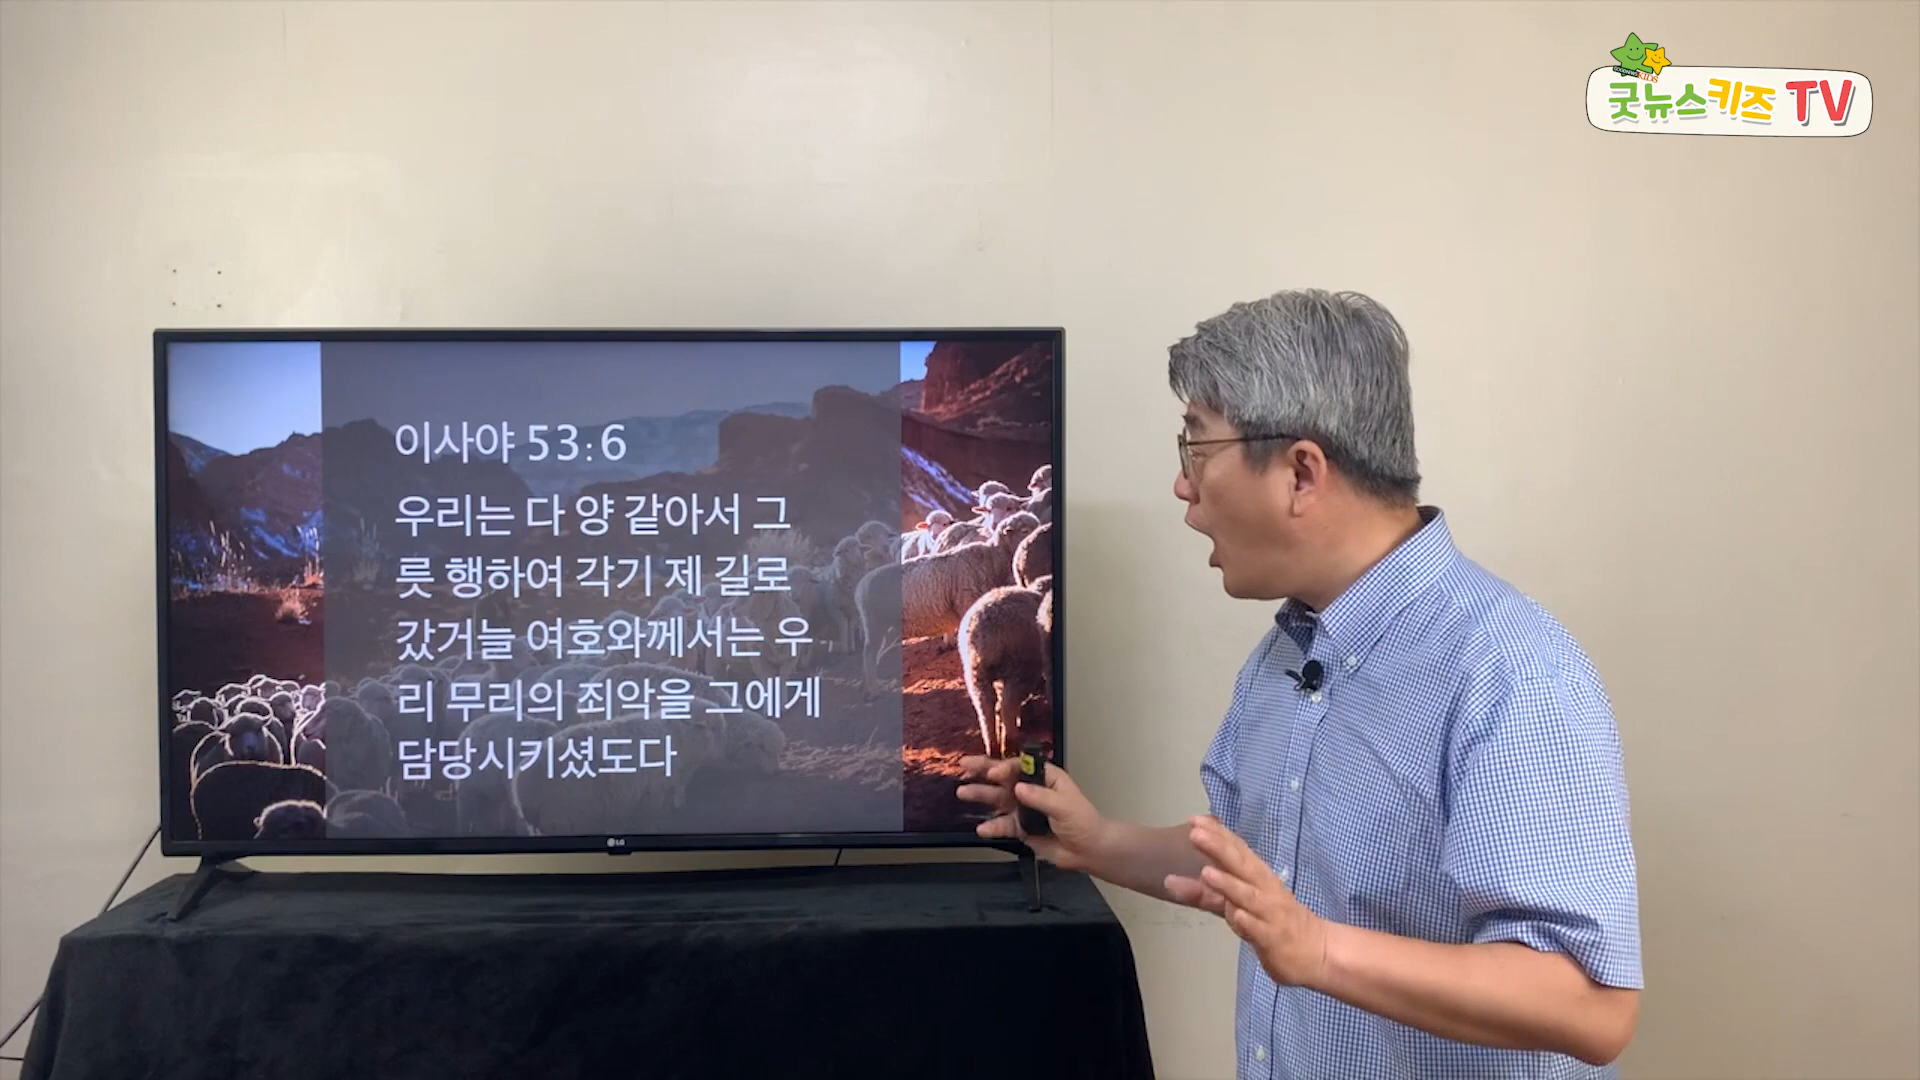 굿뉴스키즈 TV
KIDS
이사야 53:6
우리는 다 양 같아서 그
릇 행하여 각기 제 길로
갔거늘 여호와께서는 우
리 무리의 죄악을 그에게
담당시키셨도다
LG